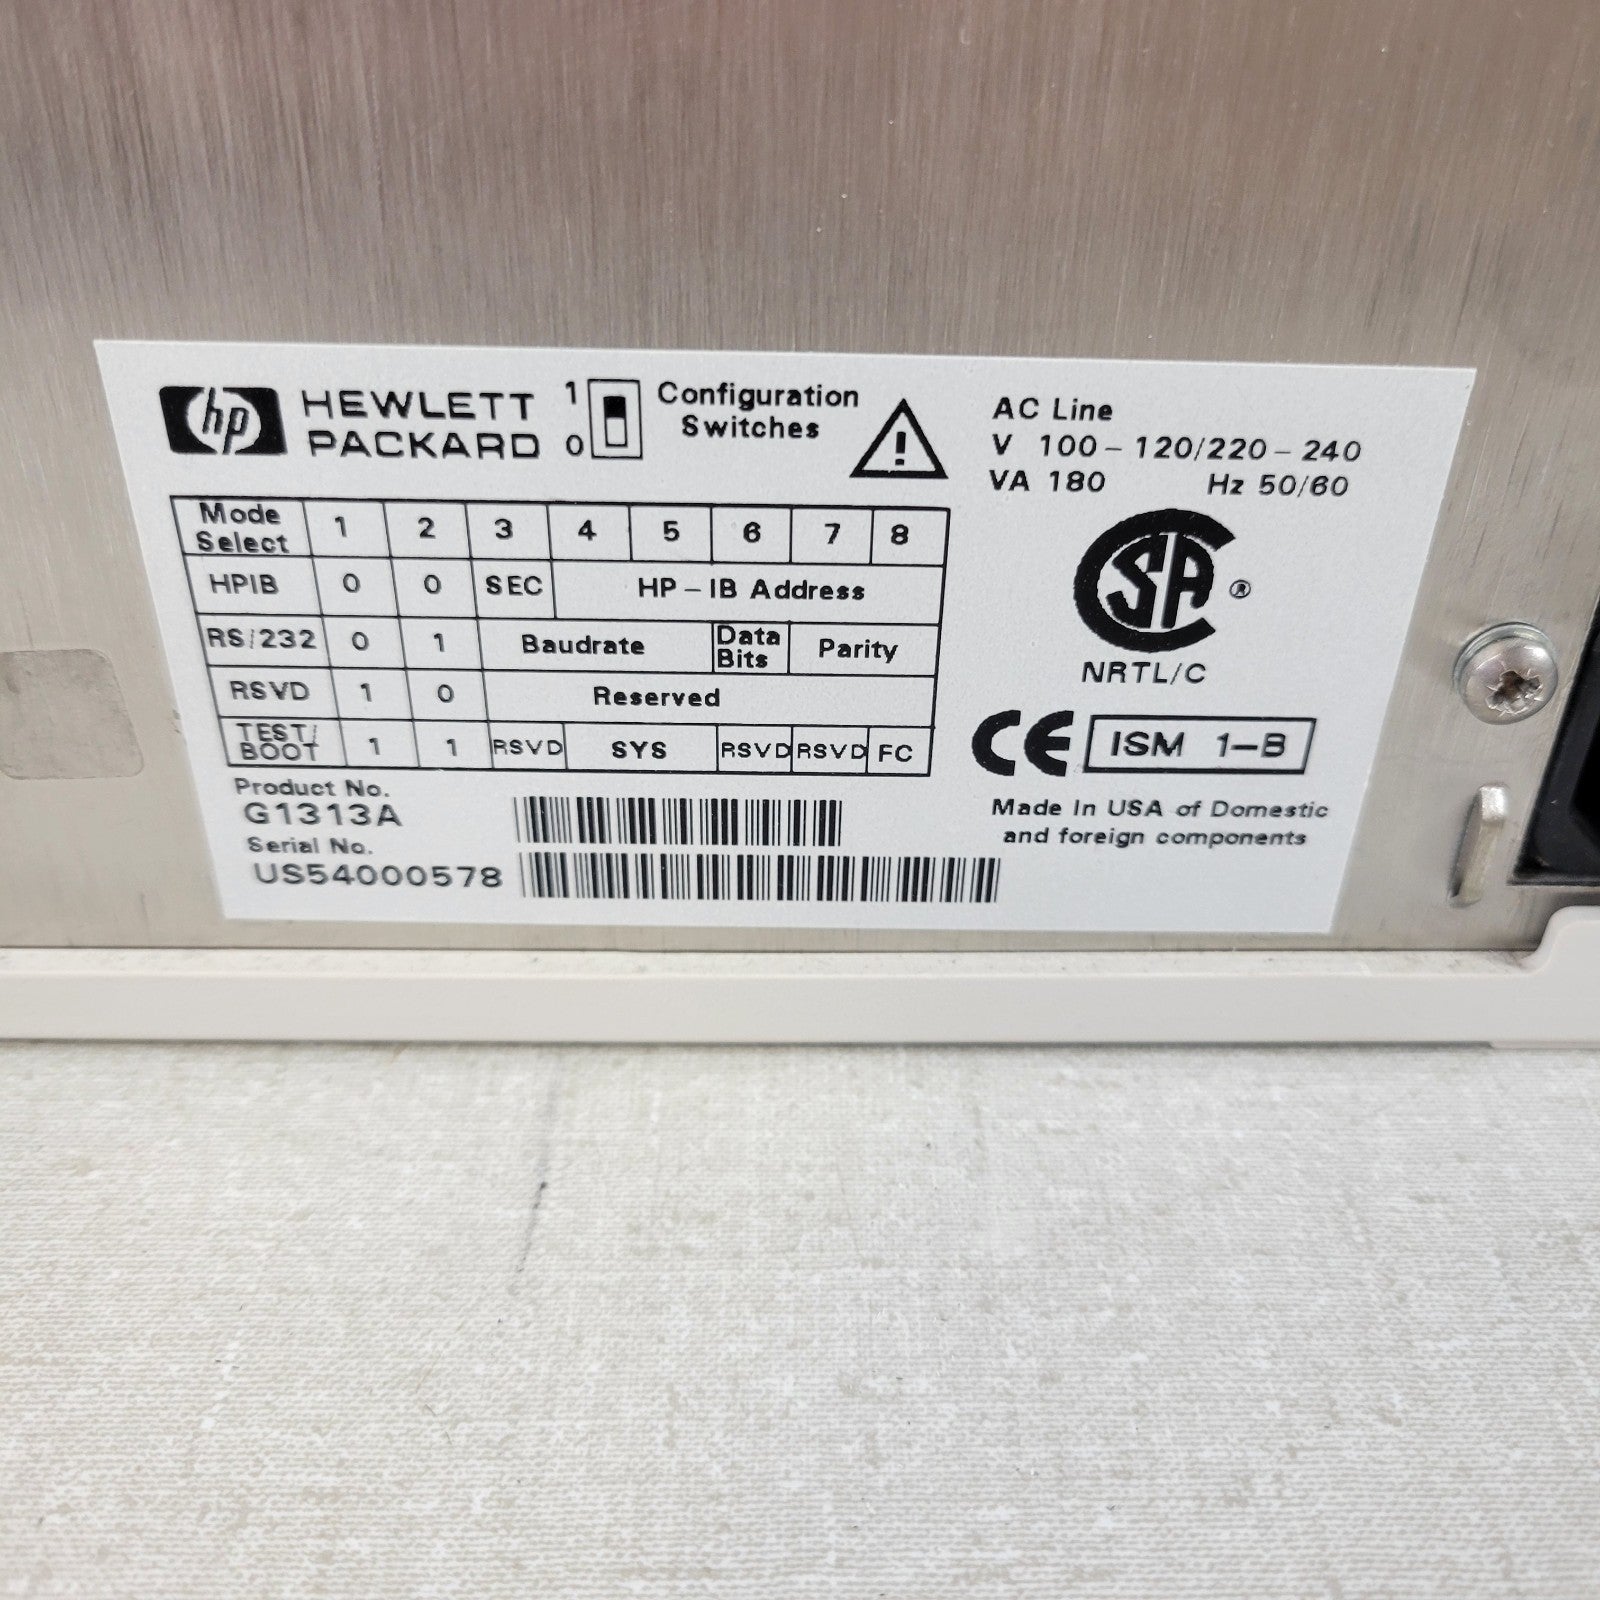 hp HEWLETT PACKARD
1
0
Configuration
Switches
Mode Select 1 2 3 4 5 6 7 8
HPIB 0 0 SEC HP-IB Address
RS/232 0 1 Baudrate Data Bits Parity
RSVD 1 0 Reserved
TEST/BOOT 1 1 RSVD SYS RSVD RSVD FC
Product No.
G1313A
Serial No.
US54000578
!
AC Line
V 100-120/220-240
VA 180 Hz 50/60
CSA ®
NRTL/C
CE ISM 1-B
Made In USA of Domestic
and foreign components